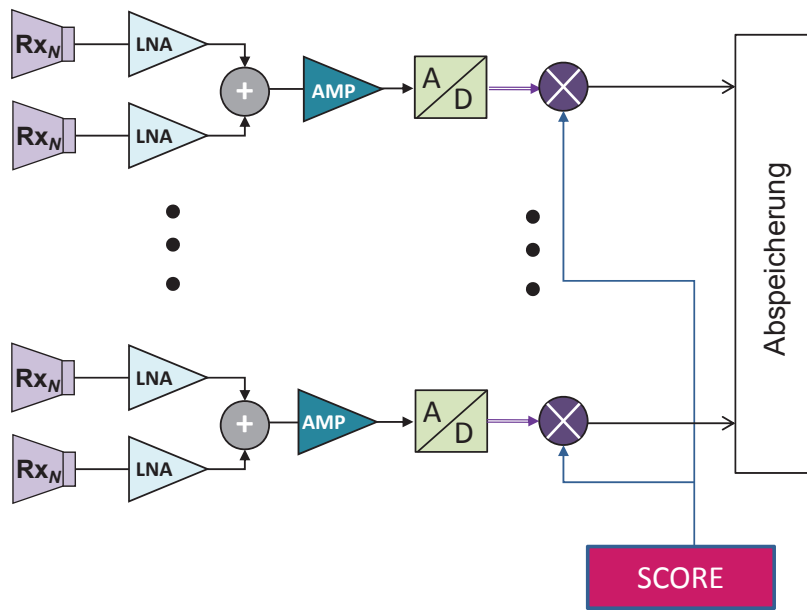 RxN LNA
+ AMP A/D
RxN LNA
Abspeicherung
RxN LNA
+ AMP A/D
RxN LNA
SCORE